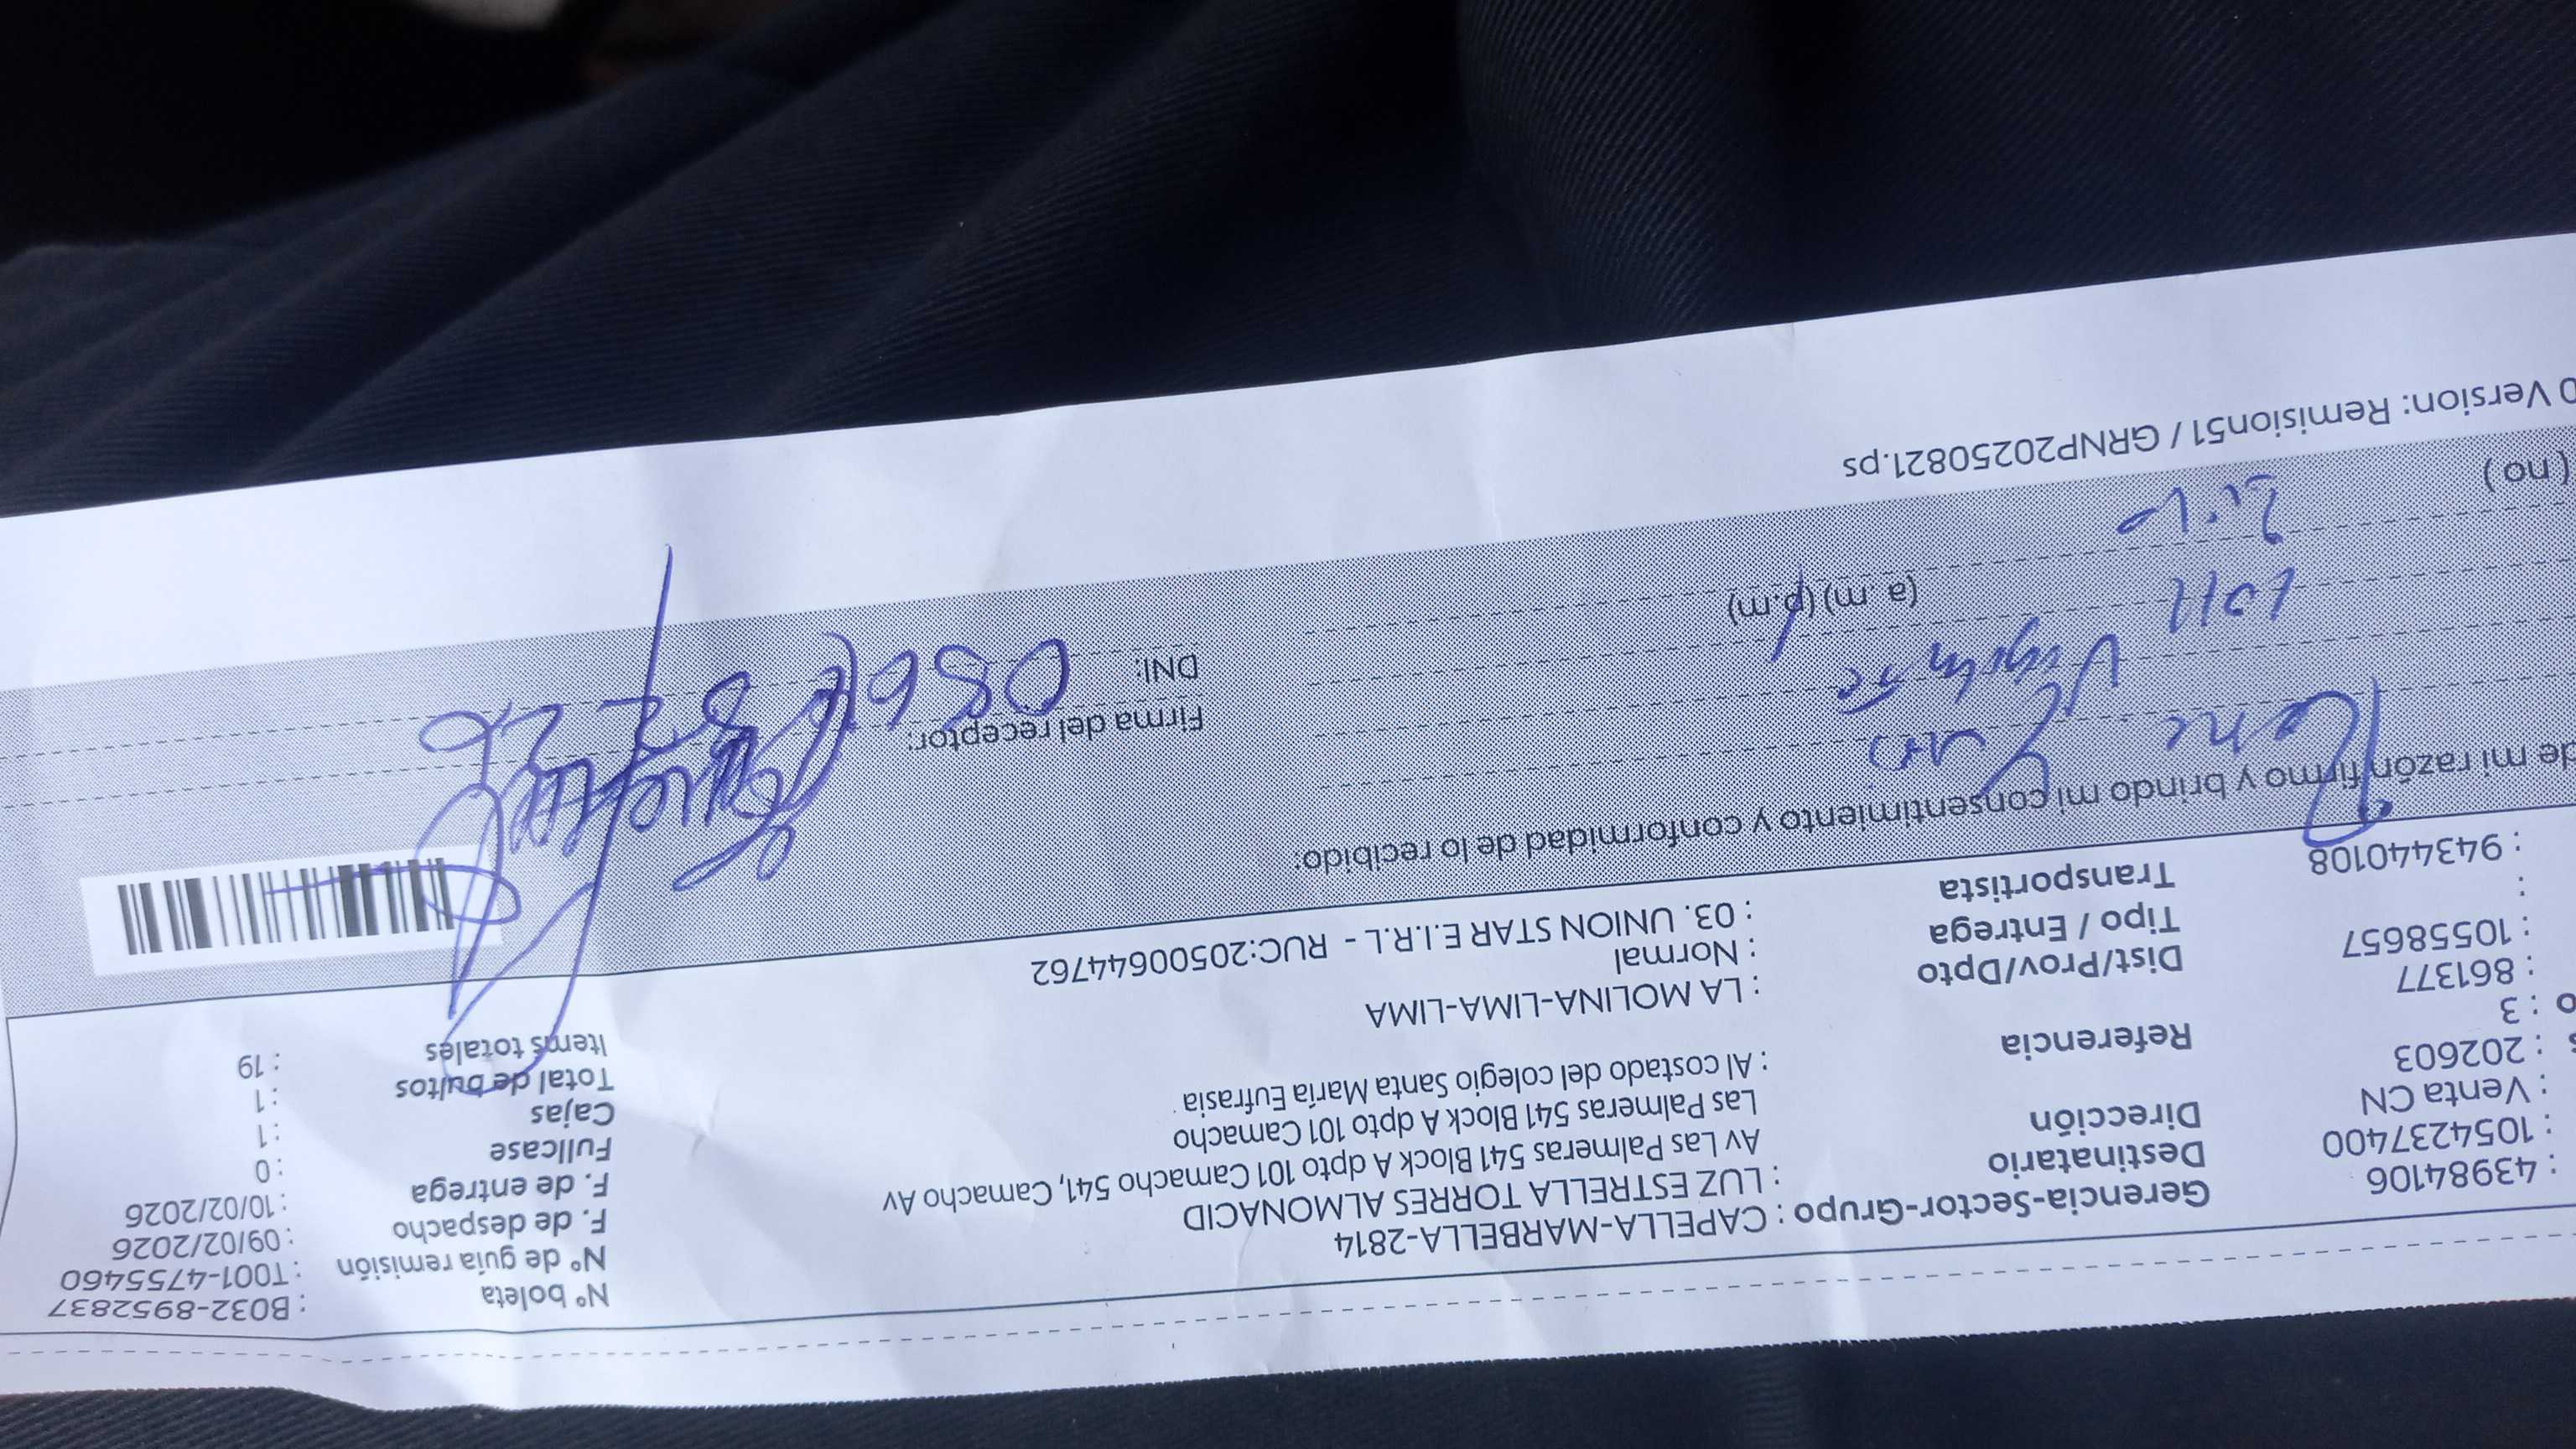 : 43984106 Gerencia-Sector-Grupo : CAPELLA-MARBELLA-2814 N° boleta : B032-8952837
: 1054237400 Destinatario : LUZ ESTRELLA TORRES ALMONACID N° de guía remisión : T001-4755460
: Venta CN Dirección Av Las Palmeras 541 Block A dpto 101 Camacho 541, Camacho Av F. de despacho : 09/02/2026
: 202603 Las Palmeras 541 Block A dpto 101 Camacho F. de entrega : 10/02/2026
o : 3 Referencia : Al costado del colegio Santa María Eufrasia Fullcase : 0
: 861377 Cajas : 1
: 10558657 Dist/Prov/Dpto : LA MOLINA-LIMA-LIMA Total de bultos : 1
: Tipo / Entrega : Normal Items totales : 19
: 943440108 Transportista : 03. UNION STAR E.I.R.L - RUC:20500644762
de mi razón firmo y brindo mi consentimiento y conformidad de lo recibido:
Rene Firma del receptor:
Vigilante DNI:
(a. m) (p.m)
(no)
0 Version: Remision51 / GRNP20250821.ps